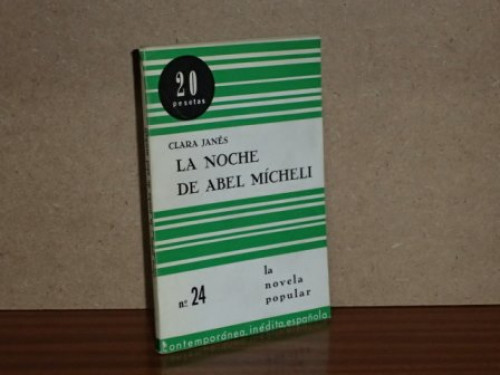 20
pesetas
CLARA JANÉS
LA NOCHE
DE ABEL MÍCHELI
nº 24
la
novela
popular
contemporánea, inédita, española